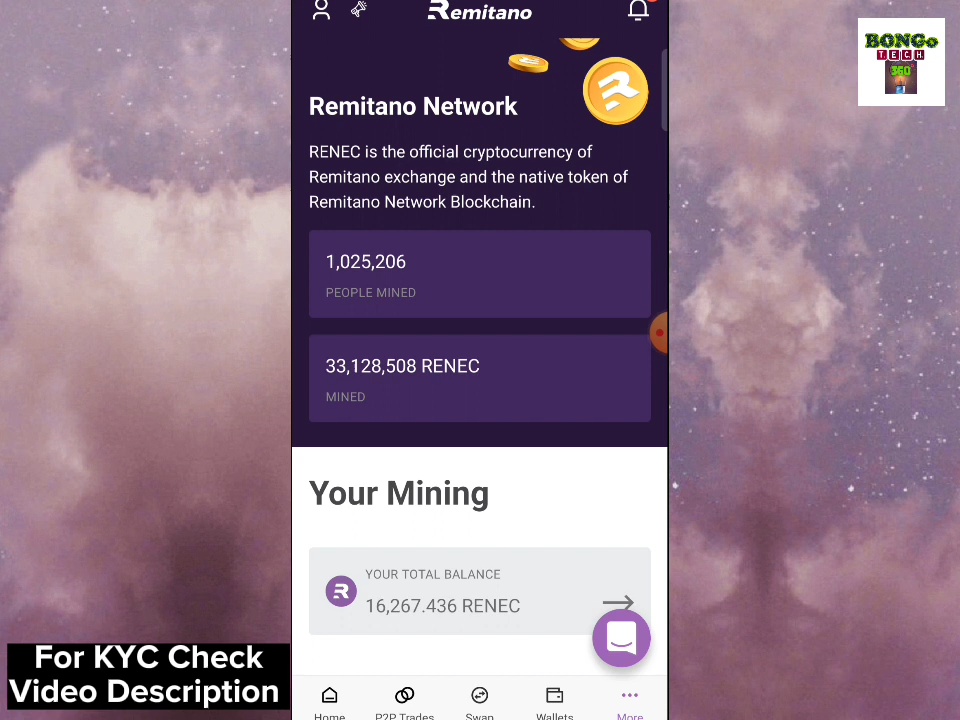 Remitano
BONGo
TECH
360°
Remitano Network
RENEC is the official cryptocurrency of
Remitano exchange and the native token of
Remitano Network Blockchain.
1,025,206
PEOPLE MINED
33,128,508 RENEC
MINED
Your Mining
YOUR TOTAL BALANCE
16,267.436 RENEC
For KYC Check
Video Description
Home
P2P Trades
Swap
Wallets
More